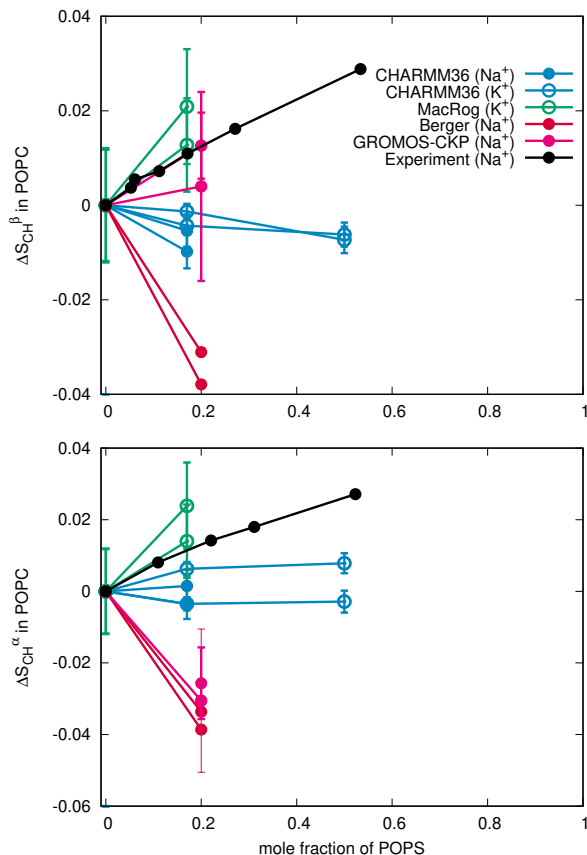 0.04
0.02
0
-0.02
-0.04
ΔS_CH^β in POPC
CHARMM36 (Na⁺)
CHARMM36 (K⁺)
MacRog (K⁺)
Berger (Na⁺)
GROMOS-CKP (Na⁺)
Experiment (Na⁺)
0 0.2 0.4 0.6 0.8 1
0.04
0.02
0
-0.02
-0.04
-0.06
ΔS_CH^α in POPC
0 0.2 0.4 0.6 0.8 1
mole fraction of POPS